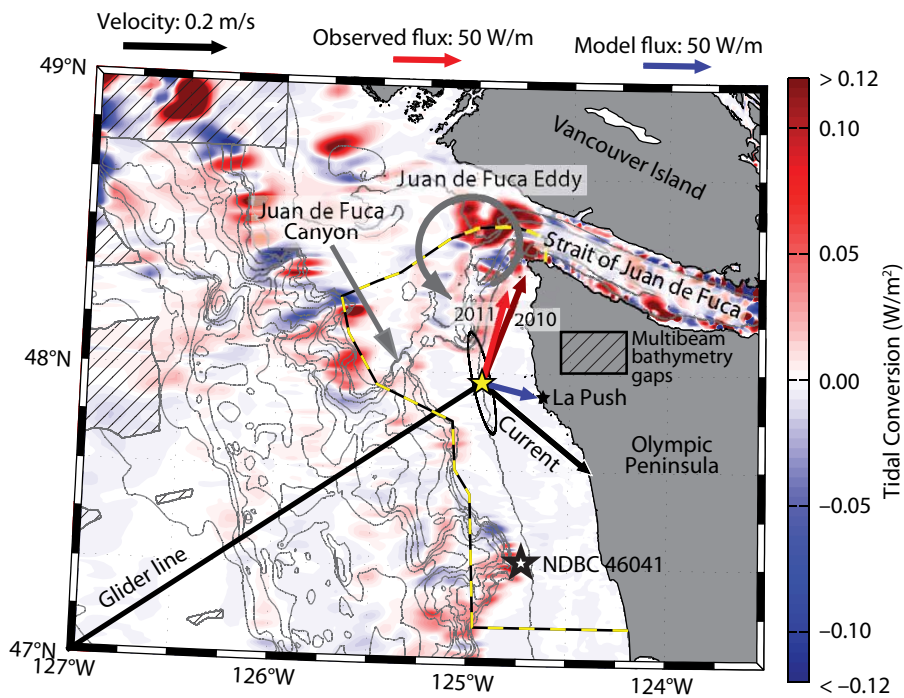 Velocity: 0.2 m/s
Observed flux: 50 W/m
Model flux: 50 W/m
49°N
48°N
47°N
127°W
126°W
125°W
124°W
Vancouver Island
Juan de Fuca Eddy
Juan de Fuca
Canyon
Strait of Juan de Fuca
2011
2010
Multibeam
bathymetry
gaps
La Push
Current
Olympic
Peninsula
Glider line
NDBC 46041
> 0.12
0.10
0.05
0.00
−0.05
−0.10
< −0.12
Tidal Conversion (W/m²)